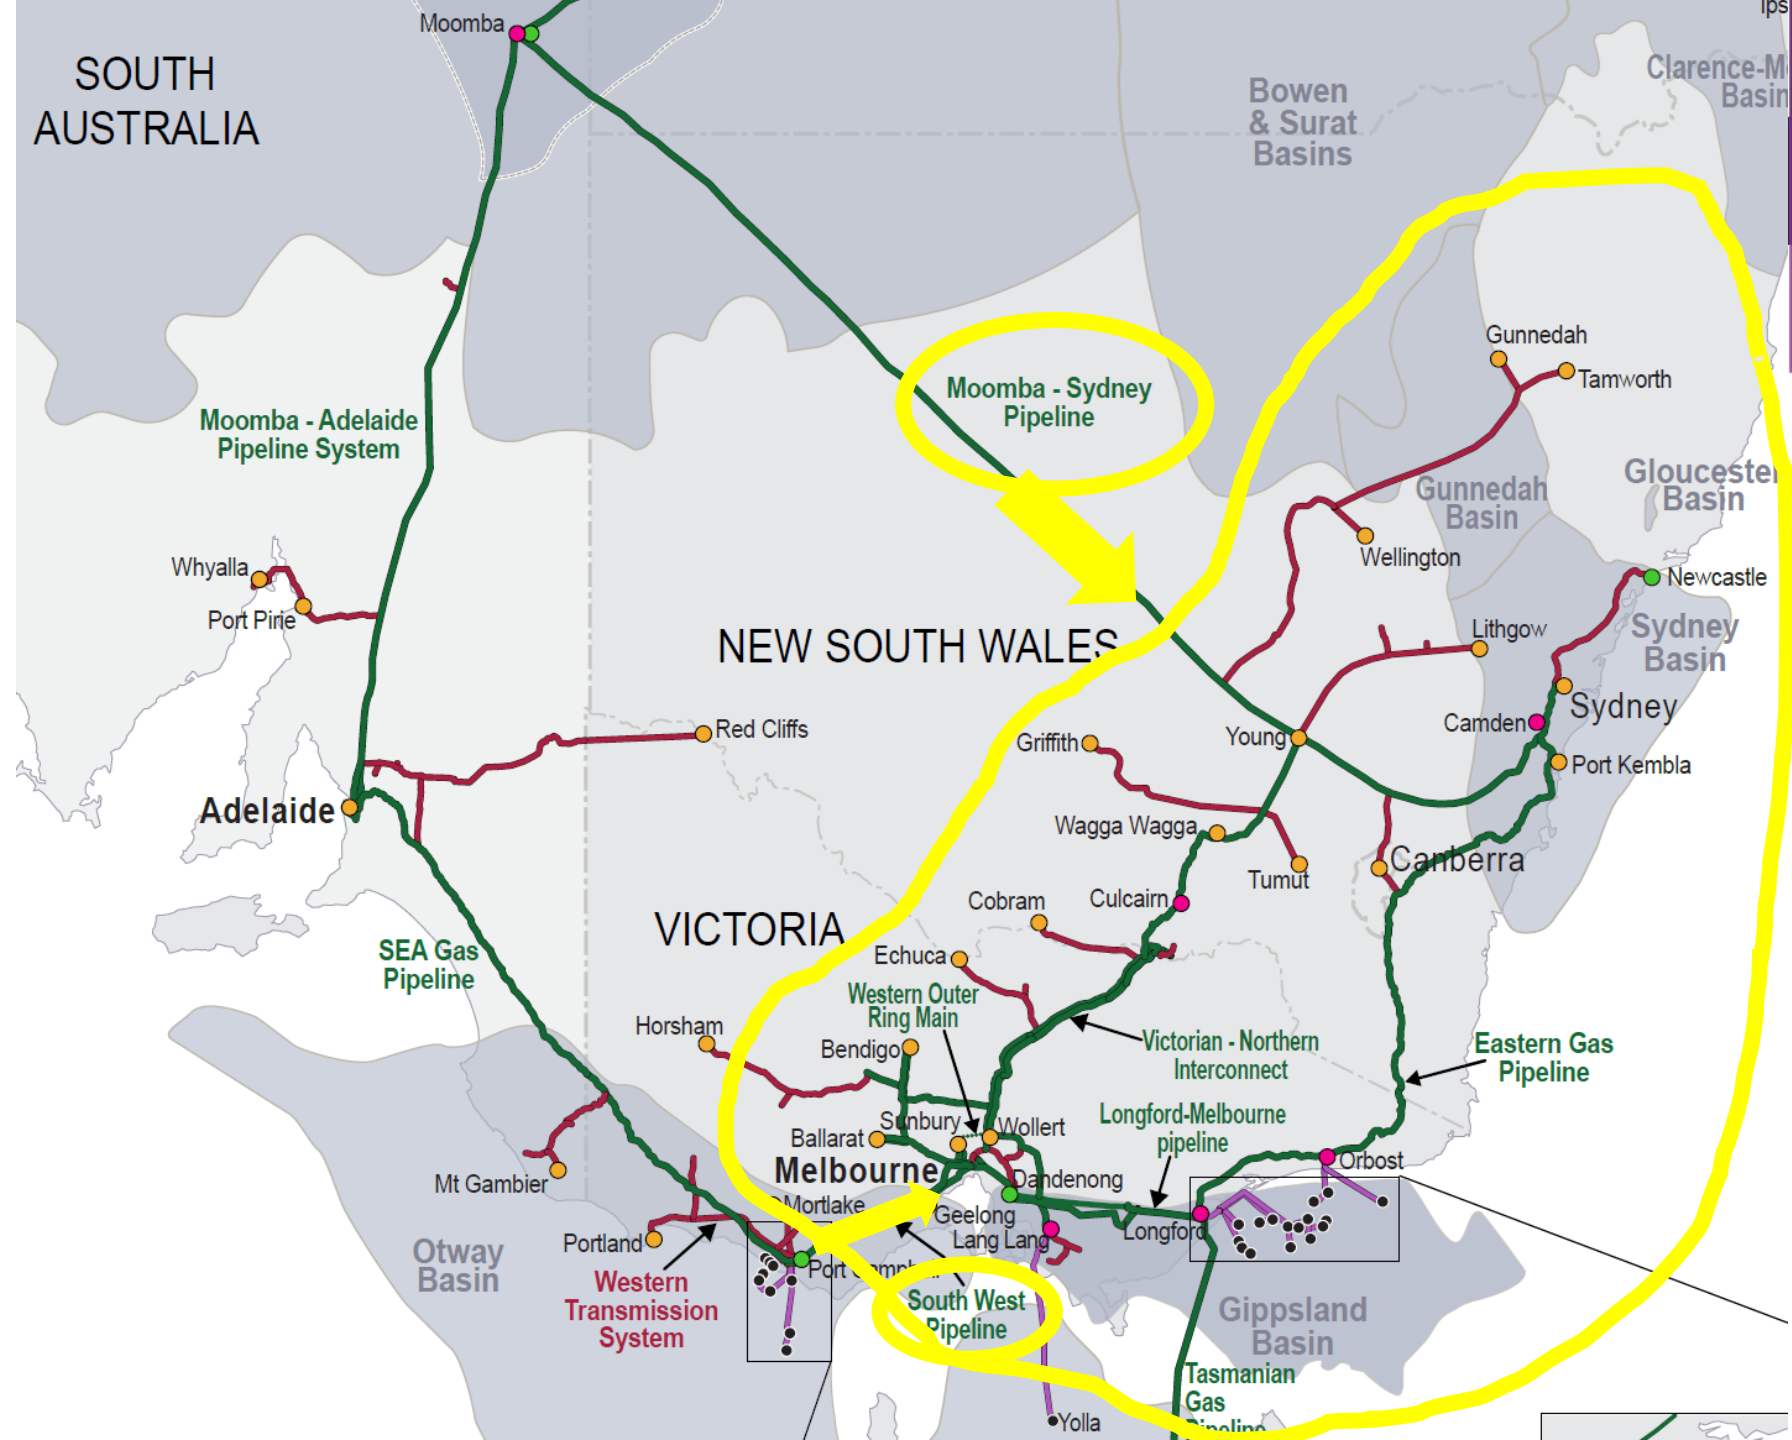 Moomba
SOUTH
AUSTRALIA
Bowen
& Surat
Basins
Clarence-M
Basin
Gunnedah
Tamworth
Moomba - Sydney
Pipeline
Moomba - Adelaide
Pipeline System
Gunnedah
Basin
Gloucester
Basin
Wellington
Whyalla
Port Pirie
Newcastle
NEW SOUTH WALES
Lithgow
Sydney
Basin
Sydney
Camden
Red Cliffs
Griffith
Young
Port Kembla
Adelaide
Wagga Wagga
Canberra
Tumut
Cobram
Culcairn
VICTORIA
SEA Gas
Pipeline
Echuca
Western Outer
Ring Main
Horsham
Bendigo
Victorian - Northern
Interconnect
Eastern Gas
Pipeline
Longford-Melbourne
pipeline
Sunbury
Wollert
Ballarat
Melbourne
Orbost
Mt Gambier
Dandenong
Mortlake
Geelong
Lang Lang
Longford
Portland
Otway
Basin
Port Campbell
Western
Transmission
System
South West
Pipeline
Gippsland
Basin
Tasmanian
Gas
Pipeline
Yolla